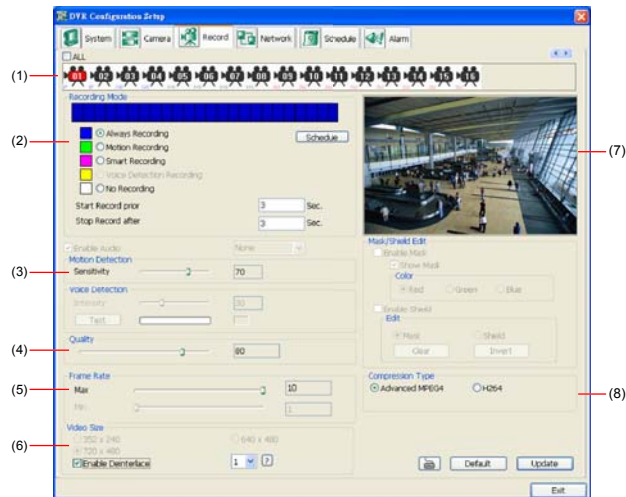 DVR Configuration Setup
System Camera Record Network Schedule Alarm
ALL
(1)
01 02 03 04 05 06 07 08 09 10 11 12 13 14 15 16
Recording Mode
(2)
Always Recording
Schedule
Motion Recording
Smart Recording
Voice Detection Recording
No Recording
Start Record prior 3 Sec.
Stop Record after 3 Sec.
(7)
Enable Audio None
Motion Detection
(3)
Sensitivity 70
Voice Detection
Intensity
Test
Quality
(4)
80
Frame Rate
(5)
Max 10
Min 1
Video Size
(6)
352 x 240 640 x 480
720 x 480
Enable Deinterlace 1 ?
Mask/Shield Edit
Enable Mask
Show Mask
Color
Red Green Blue
Enable Shield
Edit
Mask Shield
Clear Invert
Compression Type
(8)
Advanced MPEG4 H264
Default Update
Exit